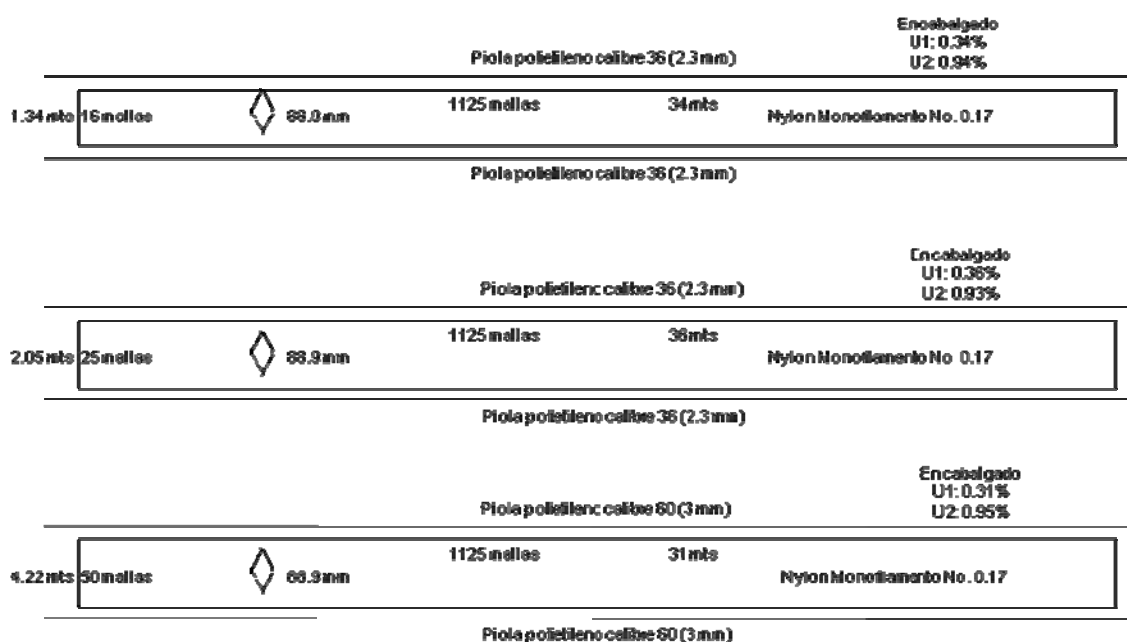 Encabalgado
U1: 0.34%
U2: 0.94%
Piola polietileno calibre 36 (2.3 mm)
1125 mallas 34 mts
1.34 mts 16 mallas 88.9 mm Nylon Monofilamento No. 0.17
Piola polietileno calibre 36 (2.3 mm)
Encabalgado
U1: 0.36%
U2: 0.93%
Piola polietileno calibre 36 (2.3 mm)
1125 mallas 36 mts
2.05 mts 25 mallas 88.9 mm Nylon Monofilamento No. 0.17
Piola polietileno calibre 36 (2.3 mm)
Encabalgado
U1: 0.31%
U2: 0.95%
Piola polietileno calibre 60 (3 mm)
1125 mallas 31 mts
4.22 mts 50 mallas 88.9 mm Nylon Monofilamento No. 0.17
Piola polietileno calibre 60 (3 mm)